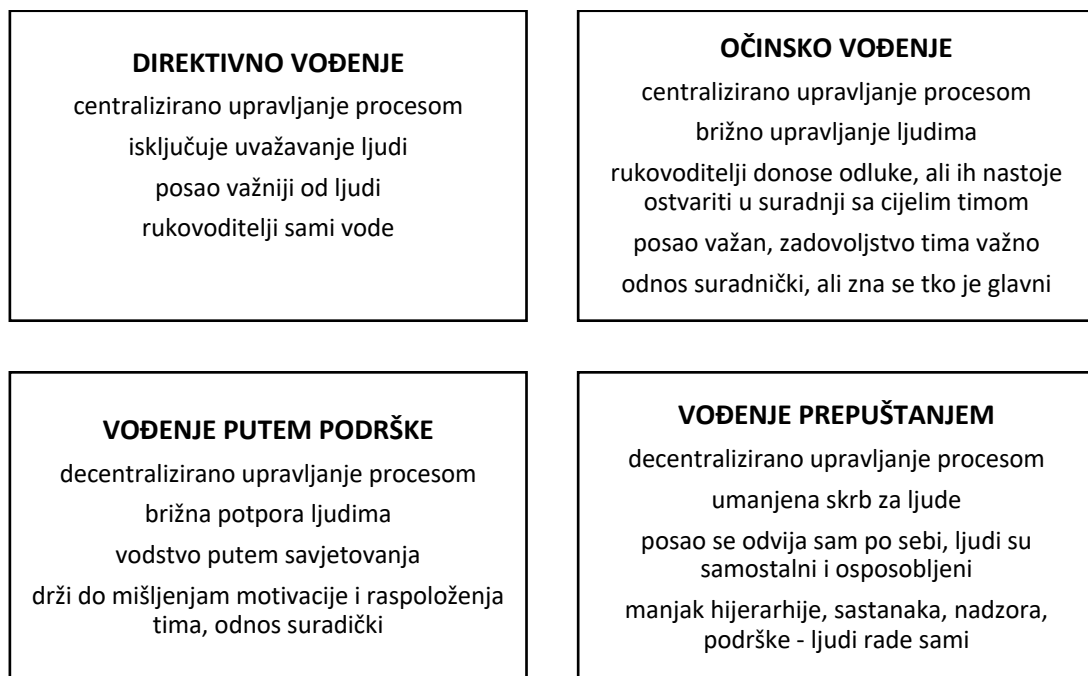 DIREKTIVNO VOĐENJE
centralizirano upravljanje procesom
isključuje uvažavanje ljudi
posao važniji od ljudi
rukovoditelji sami vode
OČINSKO VOĐENJE
centralizirano upravljanje procesom
brižno upravljanje ljudima
rukovoditelji donose odluke, ali ih nastoje
ostvariti u suradnji sa cijelim timom
posao važan, zadovoljstvo tima važno
odnos suradnički, ali zna se tko je glavni
VOĐENJE PUTEM PODRŠKE
decentralizirano upravljanje procesom
brižna potpora ljudima
vodstvo putem savjetovanja
drži do mišljenjam motivacije i raspoloženja
tima, odnos suradički
VOĐENJE PREPUŠTANJEM
decentralizirano upravljanje procesom
umanjena skrb za ljude
posao se odvija sam po sebi, ljudi su
samostalni i osposobljeni
manjak hijerarhije, sastanaka, nadzora,
podrške - ljudi rade sami